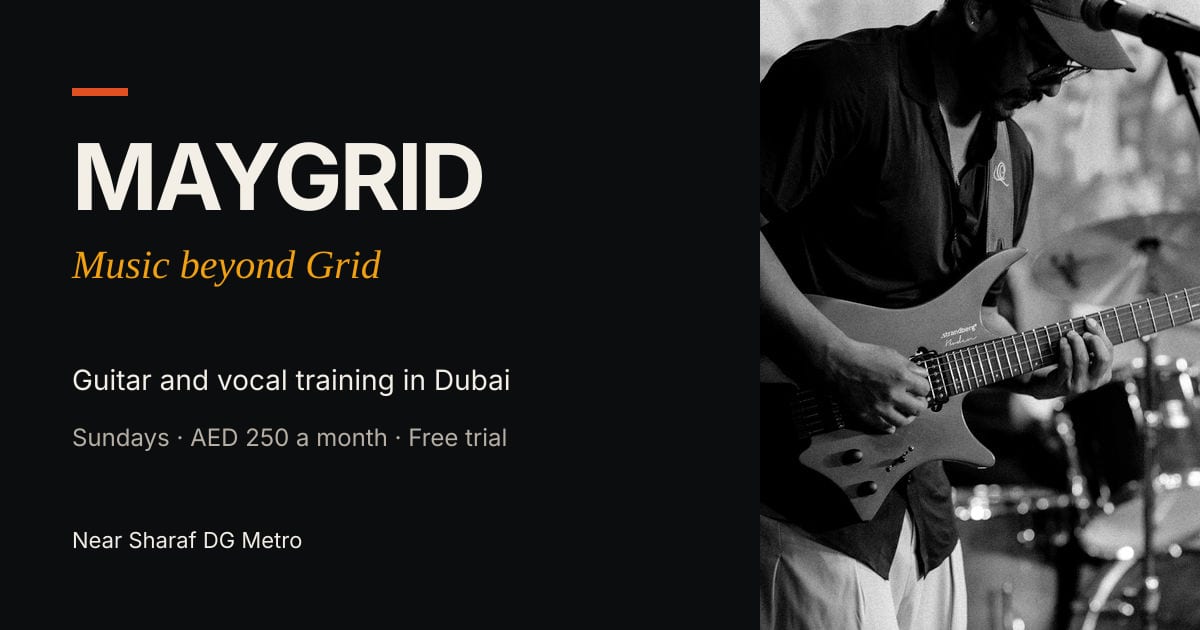 MAYGRID
Music beyond Grid
Guitar and vocal training in Dubai
Sundays · AED 250 a month · Free trial
Near Sharaf DG Metro
.strandberg*